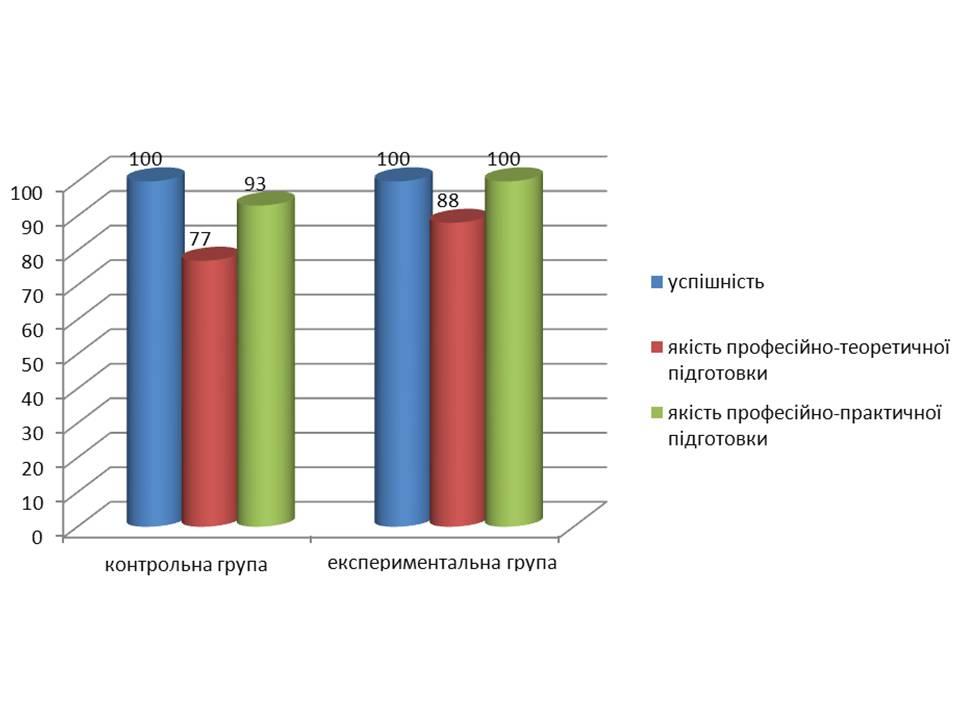 100
100
100
93
88
77
100
90
80
70
60
50
40
30
20
10
0
контрольна група
експериментальна група
успішність
якість професійно-теоретичної
підготовки
якість професійно-практичної
підготовки